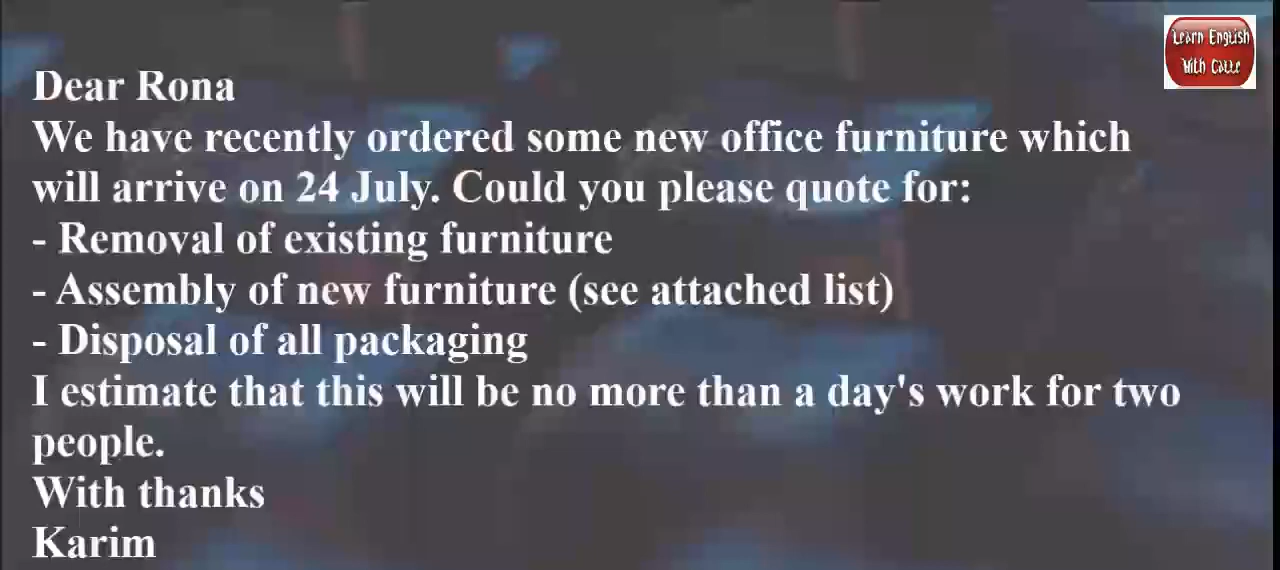 Learn English
With Cattc
Dear Rona
We have recently ordered some new office furniture which
will arrive on 24 July. Could you please quote for:
- Removal of existing furniture
- Assembly of new furniture (see attached list)
- Disposal of all packaging
I estimate that this will be no more than a day's work for two
people.
With thanks
Karim